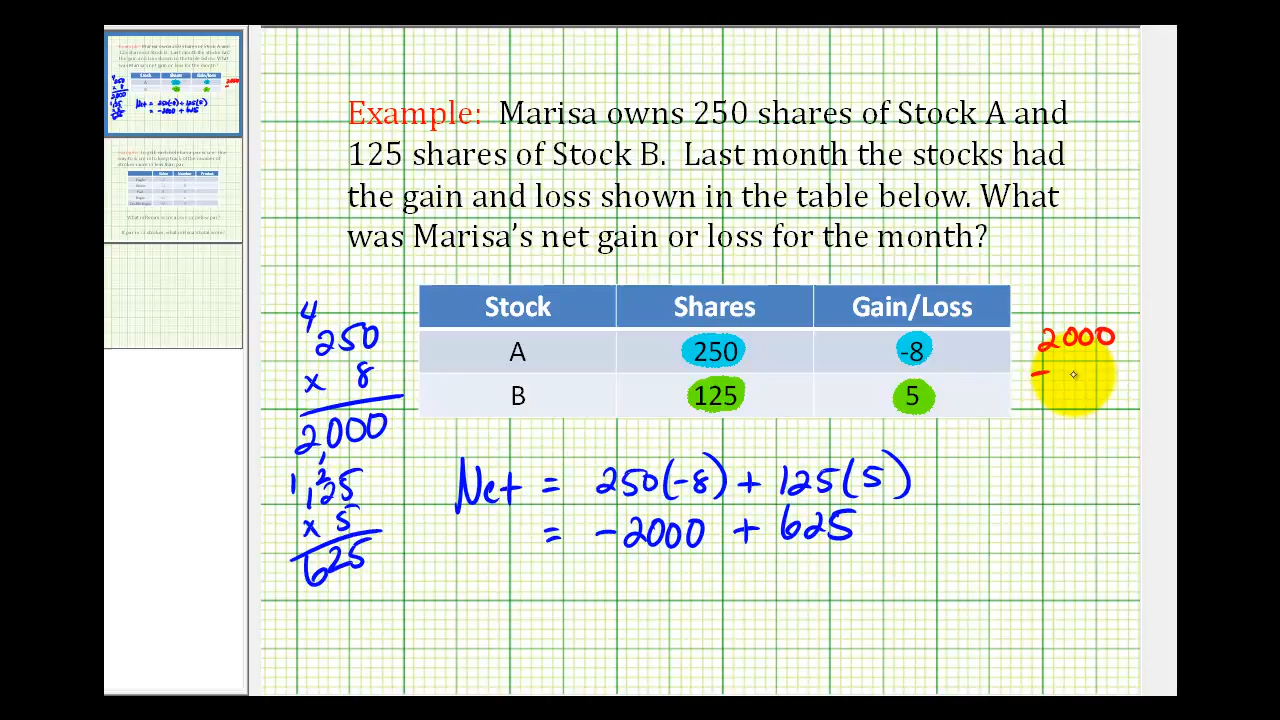 Example: Marisa owns 250 shares of Stock A and
125 shares of Stock B. Last month the stocks had
the gain and loss shown in the table below. What
was Marisa's net gain or loss for the month?
Stock Shares Gain/Loss
A 250 -8
B 125 5
4
250
x 8
2000
1 2
125
x 5
625
2000
-
Net = 250(-8) + 125(5)
= -2000 + 625